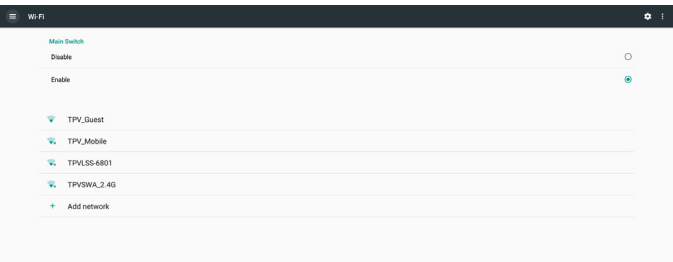 Wi-Fi
Main Switch
Disable
Enable
TPV_Guest
TPV_Mobile
TPVLSS-6801
TPVSWA_2.4G
Add network